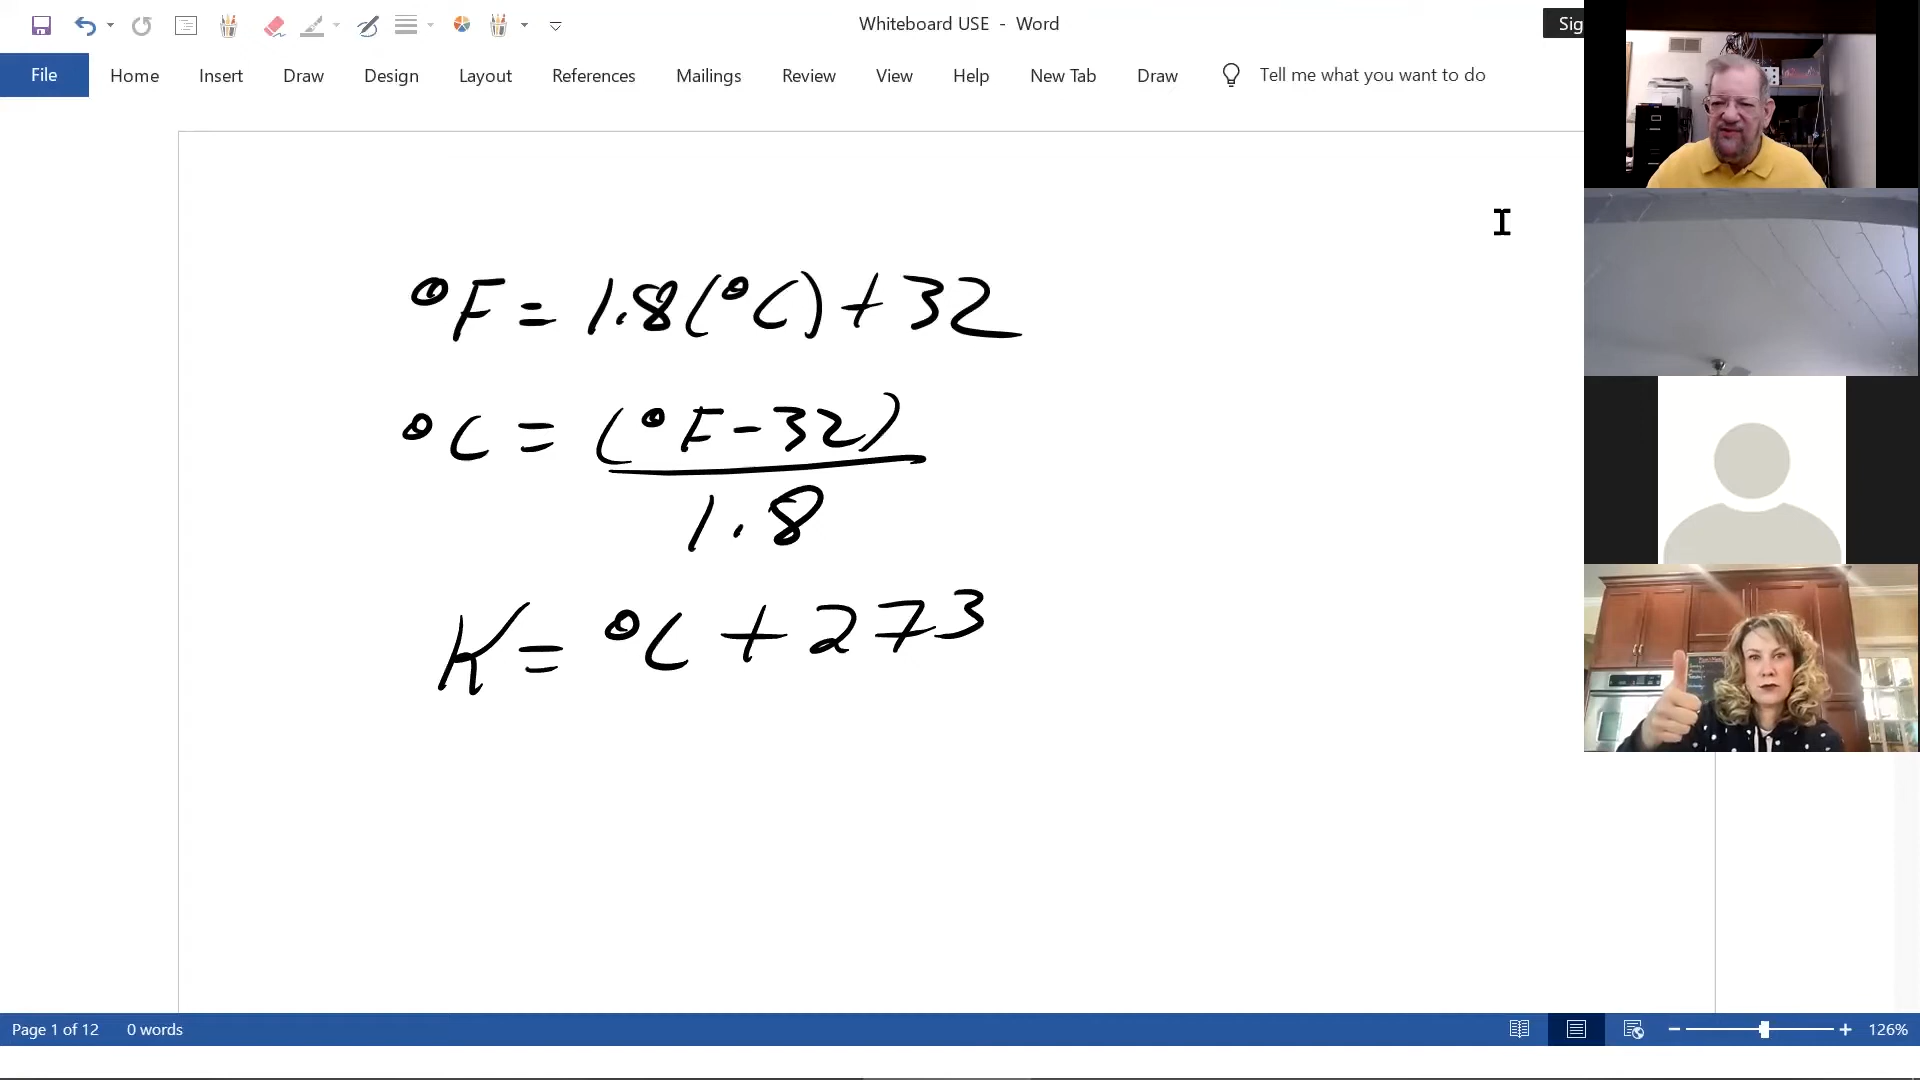 Whiteboard USE - Word
Sig
File Home Insert Draw Design Layout References Mailings Review View Help New Tab Draw Tell me what you want to do
°F = 1.8(°C) + 32
°C = (°F - 32)
1.8
K = °C + 273
Page 1 of 12 0 words
126%